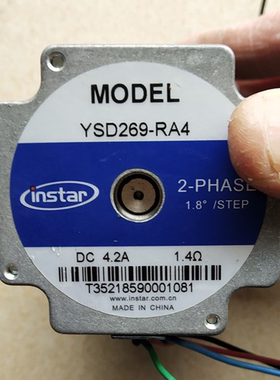 MODEL
YSD269-RA4
instar
2-PHASE
1.8° /STEP
DC 4.2A 1.4Ω
T35218590001081
www.instar.com.cn
MADE IN CHINA